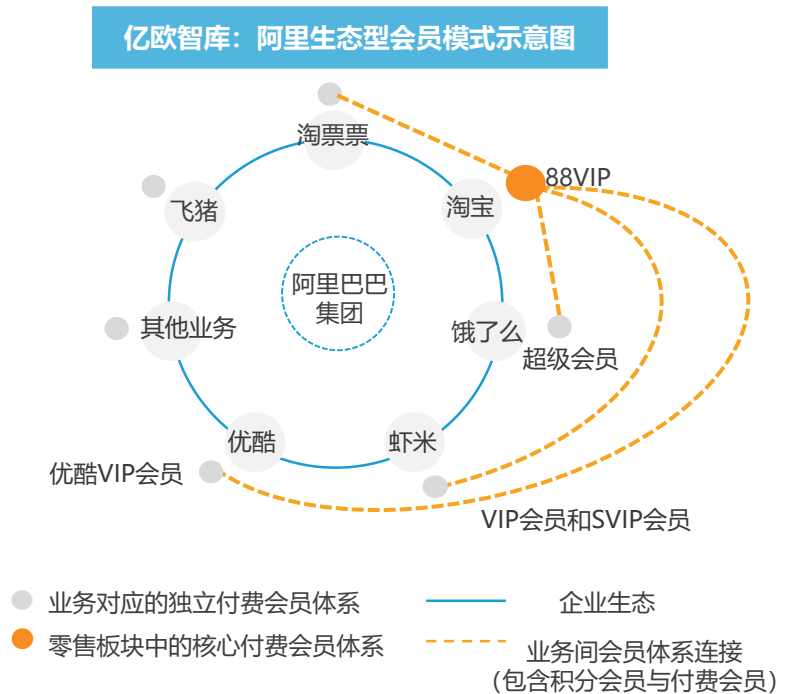 亿欧智库：阿里生态型会员模式示意图
淘票票
88VIP
飞猪
淘宝
阿里巴巴
集团
其他业务
饿了么
超级会员
优酷
虾米
优酷VIP会员
VIP会员和SVIP会员
业务对应的独立付费会员体系
企业生态
零售板块中的核心付费会员体系
业务间会员体系连接
（包含积分会员与付费会员）